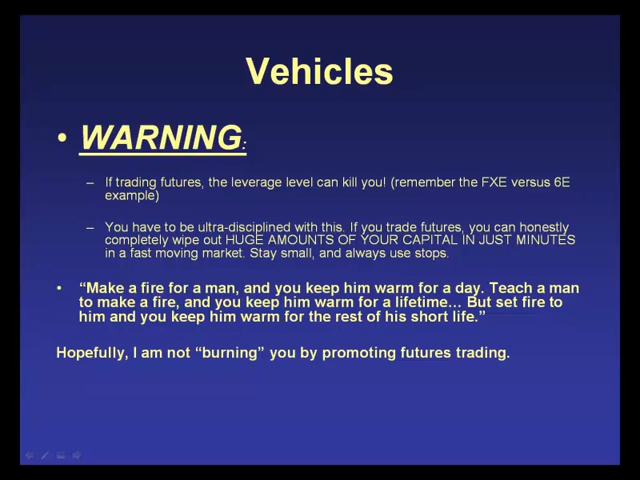 Vehicles
• WARNING:
– If trading futures, the leverage level can kill you! (remember the FXE versus 6E
example)
– You have to be ultra-disciplined with this. If you trade futures, you can honestly
completely wipe out HUGE AMOUNTS OF YOUR CAPITAL IN JUST MINUTES
in a fast moving market. Stay small, and always use stops.
• “Make a fire for a man, and you keep him warm for a day. Teach a man
to make a fire, and you keep him warm for a lifetime… But set fire to
him and you keep him warm for the rest of his short life.”
Hopefully, I am not “burning” you by promoting futures trading.